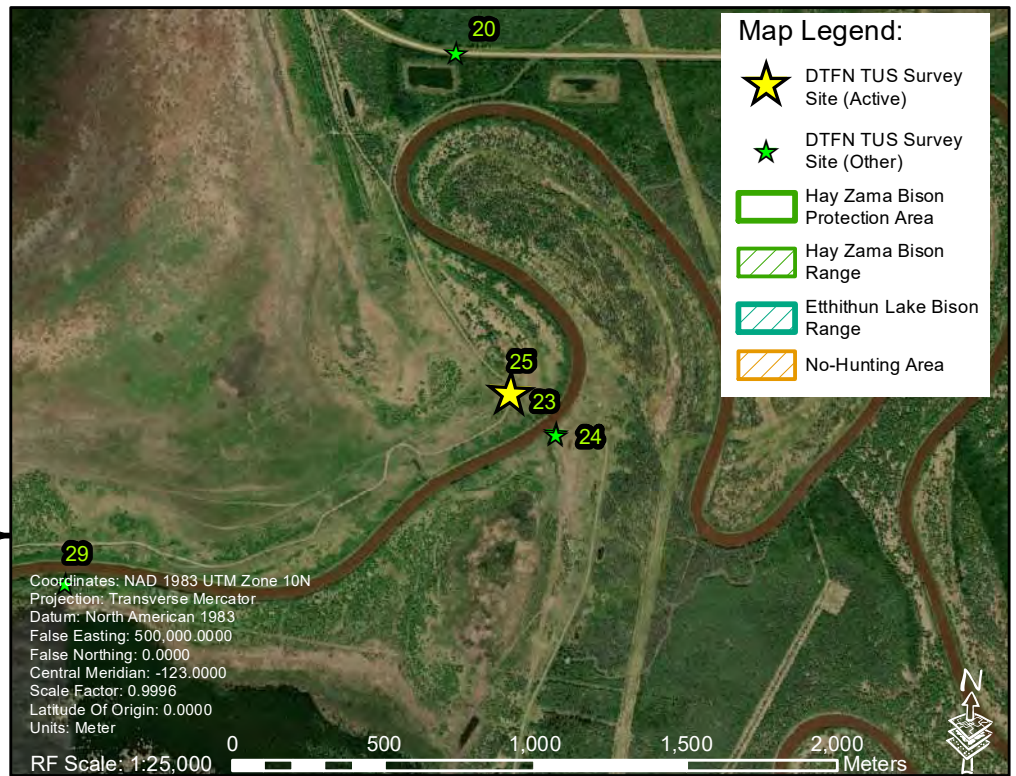 20
Map Legend:
DTFN TUS Survey
Site (Active)
DTFN TUS Survey
Site (Other)
Hay Zama Bison
Protection Area
Hay Zama Bison
Range
Etthithun Lake Bison
Range
No-Hunting Area
25
23
24
29
Coordinates: NAD 1983 UTM Zone 10N
Projection: Transverse Mercator
Datum: North American 1983
False Easting: 500,000.0000
False Northing: 0.0000
Central Meridian: -123.0000
Scale Factor: 0.9996
Latitude Of Origin: 0.0000
Units: Meter
RF Scale: 1:25,000
0 500 1,000 1,500 2,000
Meters
N